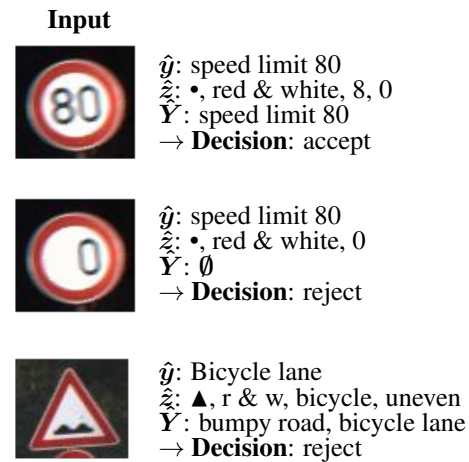 Input
80
ŷ: speed limit 80
ẑ: •, red & white, 8, 0
Ŷ: speed limit 80
→ Decision: accept
0
ŷ: speed limit 80
ẑ: •, red & white, 0
Ŷ: ∅
→ Decision: reject
ŷ: Bicycle lane
ẑ: ▲, r & w, bicycle, uneven
Ŷ: bumpy road, bicycle lane
→ Decision: reject